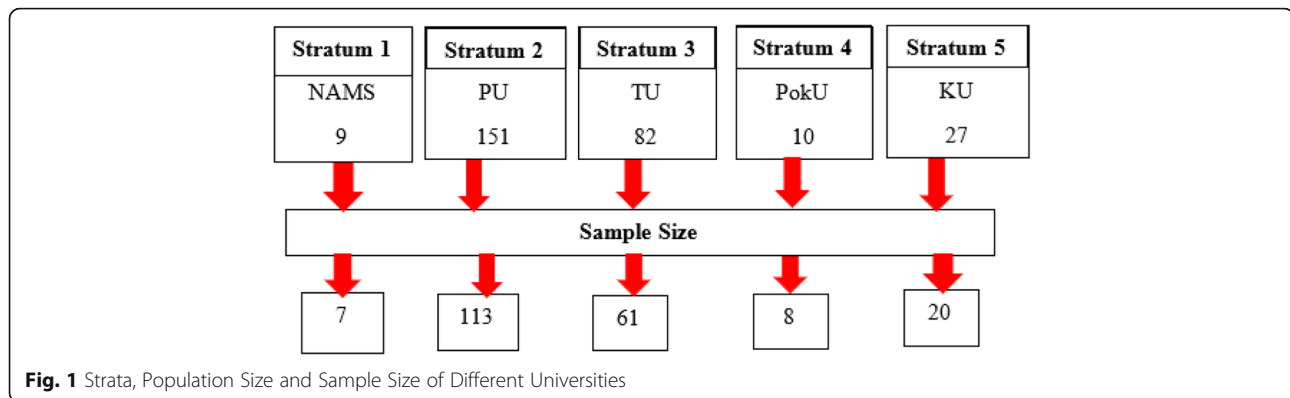 Stratum 1 Stratum 2 Stratum 3 Stratum 4 Stratum 5
NAMS PU TU PokU KU
9 151 82 10 27
Sample Size
7 113 61 8 20
Fig. 1 Strata, Population Size and Sample Size of Different Universities